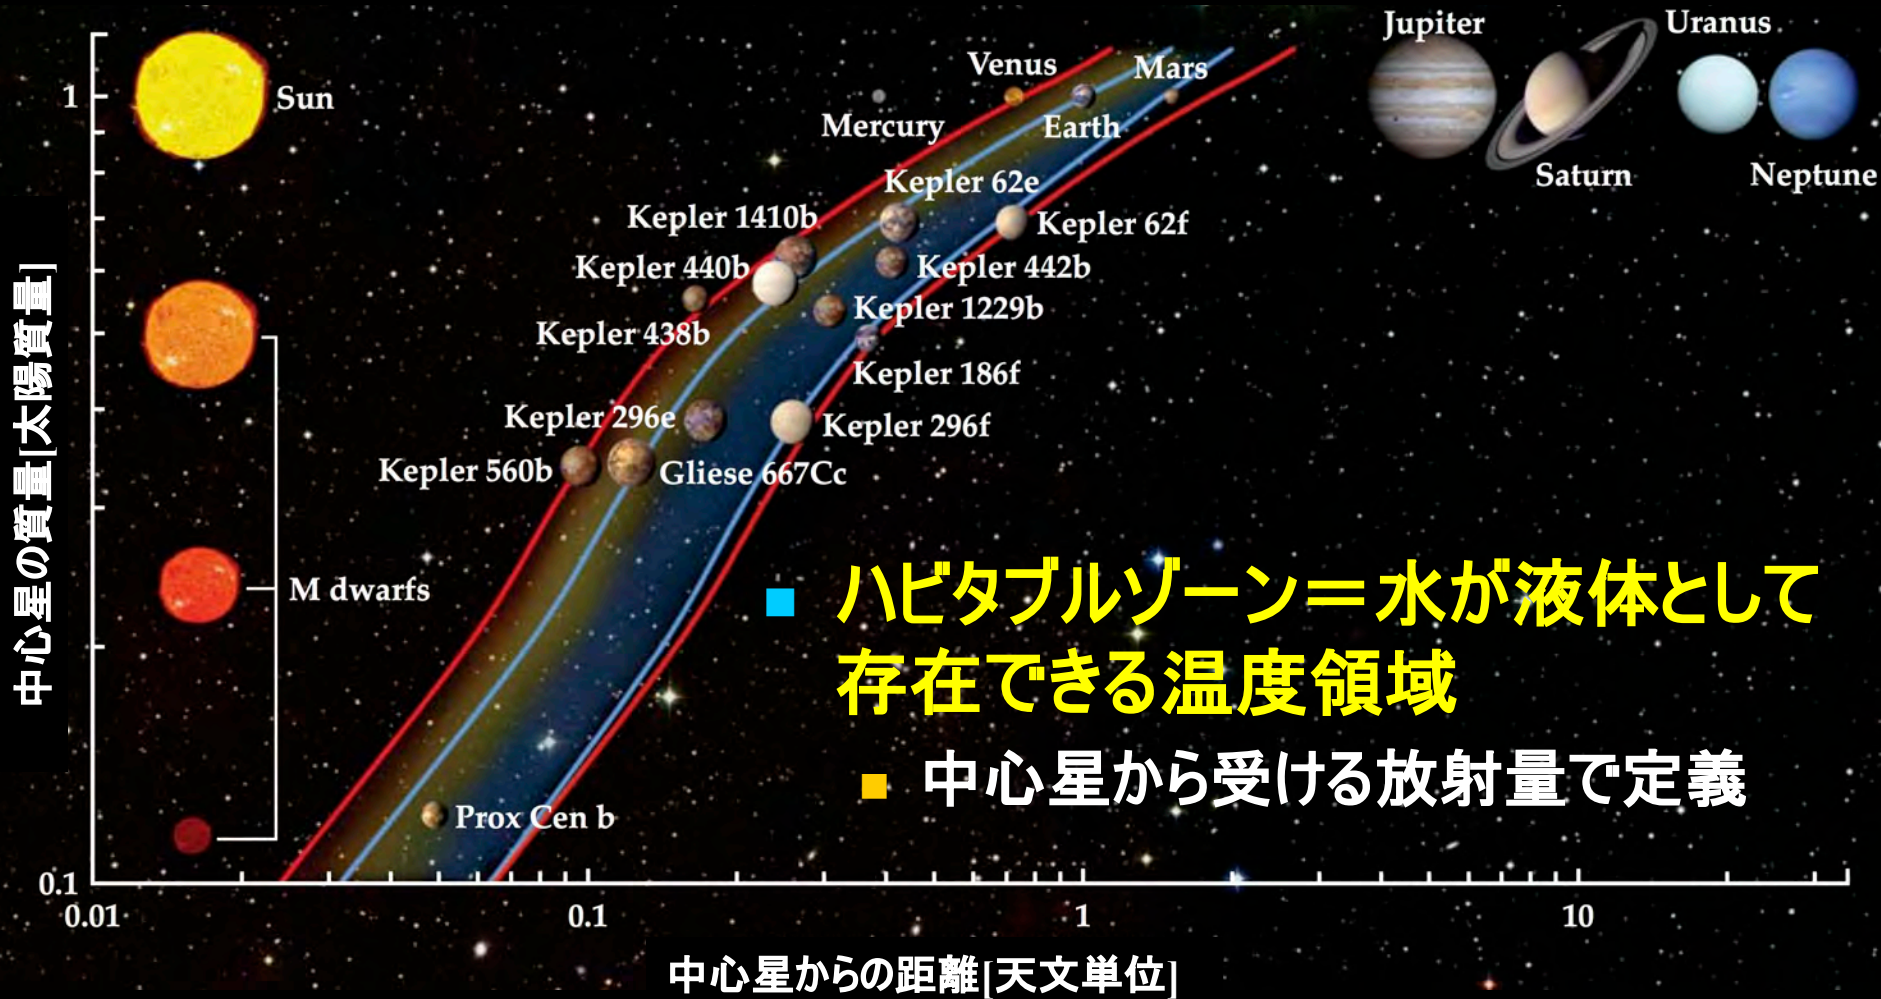 Jupiter
Uranus
Venus
Mars
1
Sun
Mercury
Earth
Saturn
Neptune
Kepler 62e
Kepler 1410b
Kepler 62f
Kepler 440b
Kepler 442b
Kepler 1229b
Kepler 438b
Kepler 186f
Kepler 296e
Kepler 296f
Kepler 560b
Gliese 667Cc
M dwarfs
中心星の質量[太陽質量]
ハビタブルゾーン＝水が液体として
存在できる温度領域
中心星から受ける放射量で定義
Prox Cen b
0.1
0.01
0.1
1
10
中心星からの距離[天文単位]